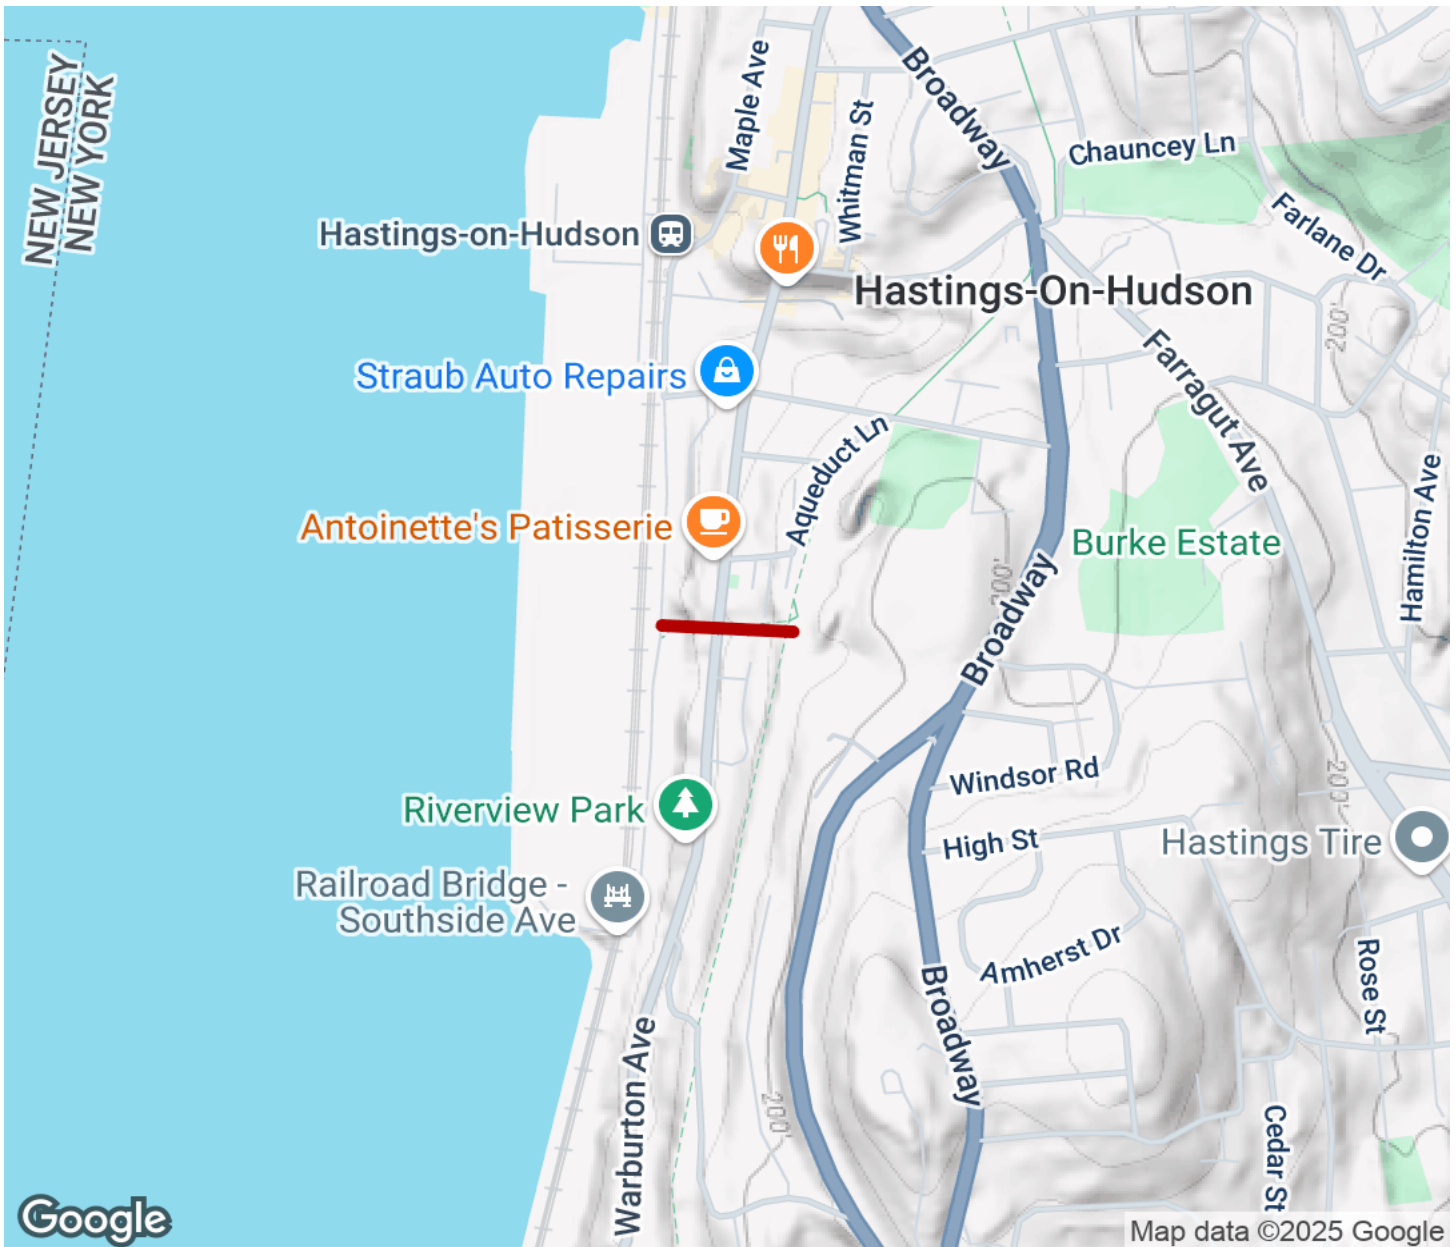 NEW JERSEY
NEW YORK
Maple Ave
Whitman St
Broadway
Chauncey Ln
Farlane Dr
Hastings-on-Hudson
Hastings-On-Hudson
200'
Farragut Ave
Straub Auto Repairs
Aqueduct Ln
Hamilton Ave
Antoinette's Patisserie
Burke Estate
200'
Broadway
Windsor Rd
200'
Riverview Park
High St
Hastings Tire
Railroad Bridge -
Southside Ave
Amherst Dr
Rose St
Broadway
Warburton Ave
200'
Cedar St
Google
Map data ©2025 Google